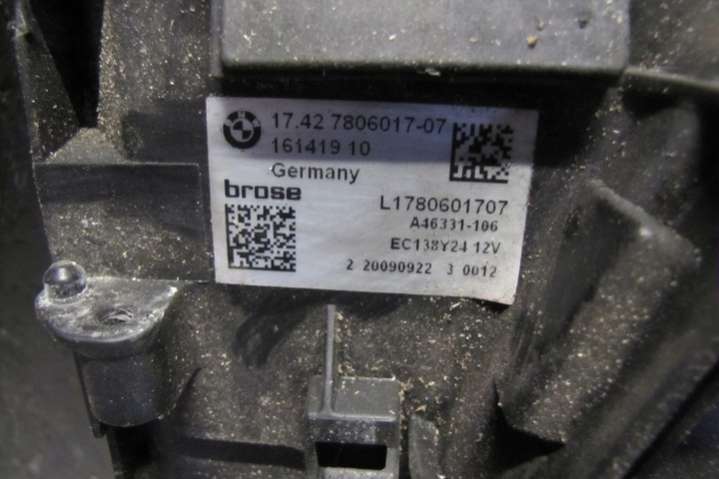 17.42 7806017-07
161419 10
Germany
brose
L1780601707
A46331-106
EC138Y24 12V
2 20090922 3 0012